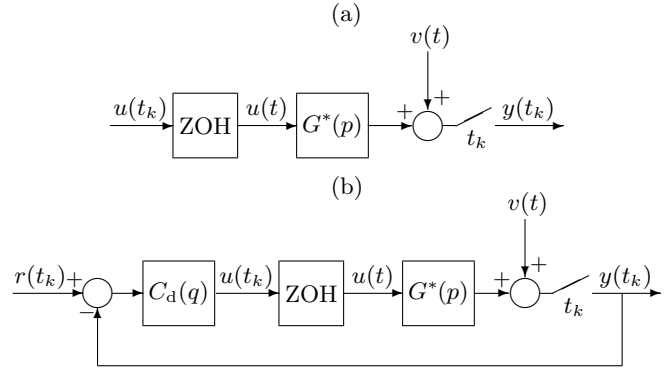 (a)
v(t)
u(t_k) ZOH u(t) G*(p) + + t_k y(t_k)
(b)
v(t)
r(t_k) + − C_d(q) u(t_k) ZOH u(t) G*(p) + + t_k y(t_k)